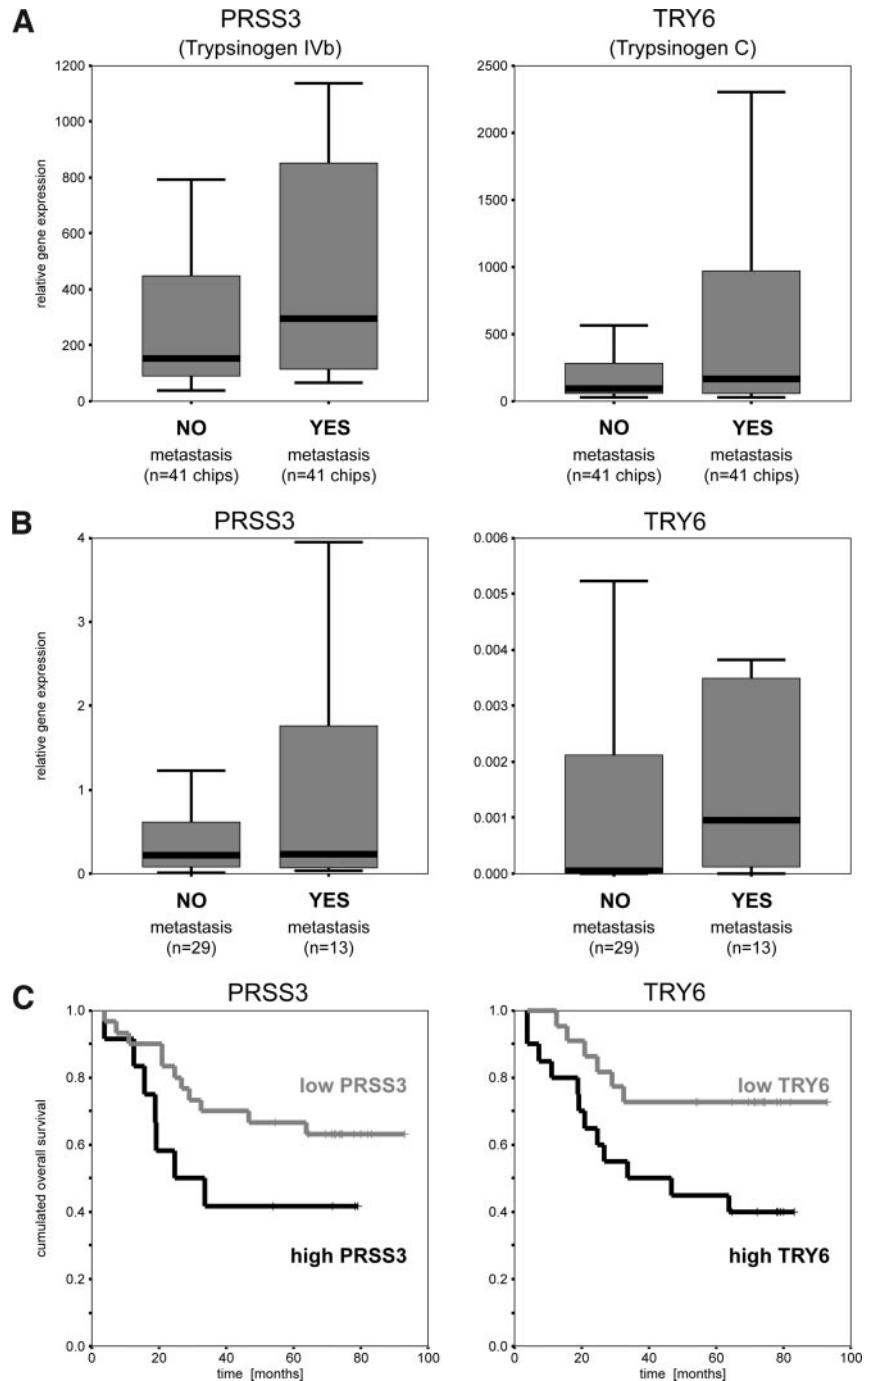 A
PRSS3
(Trypsinogen IVb)
TRY6
(Trypsinogen C)
relative gene expression
1200
1000
800
600
400
200
0
2500
2000
1500
1000
500
0
NO
metastasis
(n=41 chips)
YES
metastasis
(n=41 chips)
NO
metastasis
(n=41 chips)
YES
metastasis
(n=41 chips)
B
PRSS3
TRY6
relative gene expression
4
3
2
1
0
0.006
0.005
0.004
0.003
0.002
0.001
0.000
NO
metastasis
(n=29)
YES
metastasis
(n=13)
NO
metastasis
(n=29)
YES
metastasis
(n=13)
C
PRSS3
TRY6
cumulated overall survival
1.0
0.8
0.6
0.4
0.2
0.0
low PRSS3
high PRSS3
0 20 40 60 80 100
time [months]
1.0
0.8
0.6
0.4
0.2
0.0
low TRY6
high TRY6
0 20 40 60 80 100
time [months]